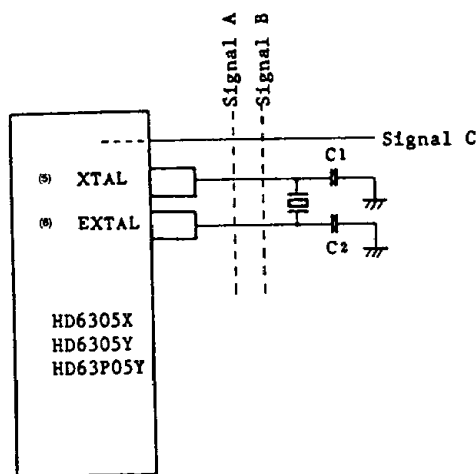 Signal A
Signal B
Signal C
C1
(5) XTAL
(6) EXTAL
C2
HD6305X
HD6305Y
HD63P05Y